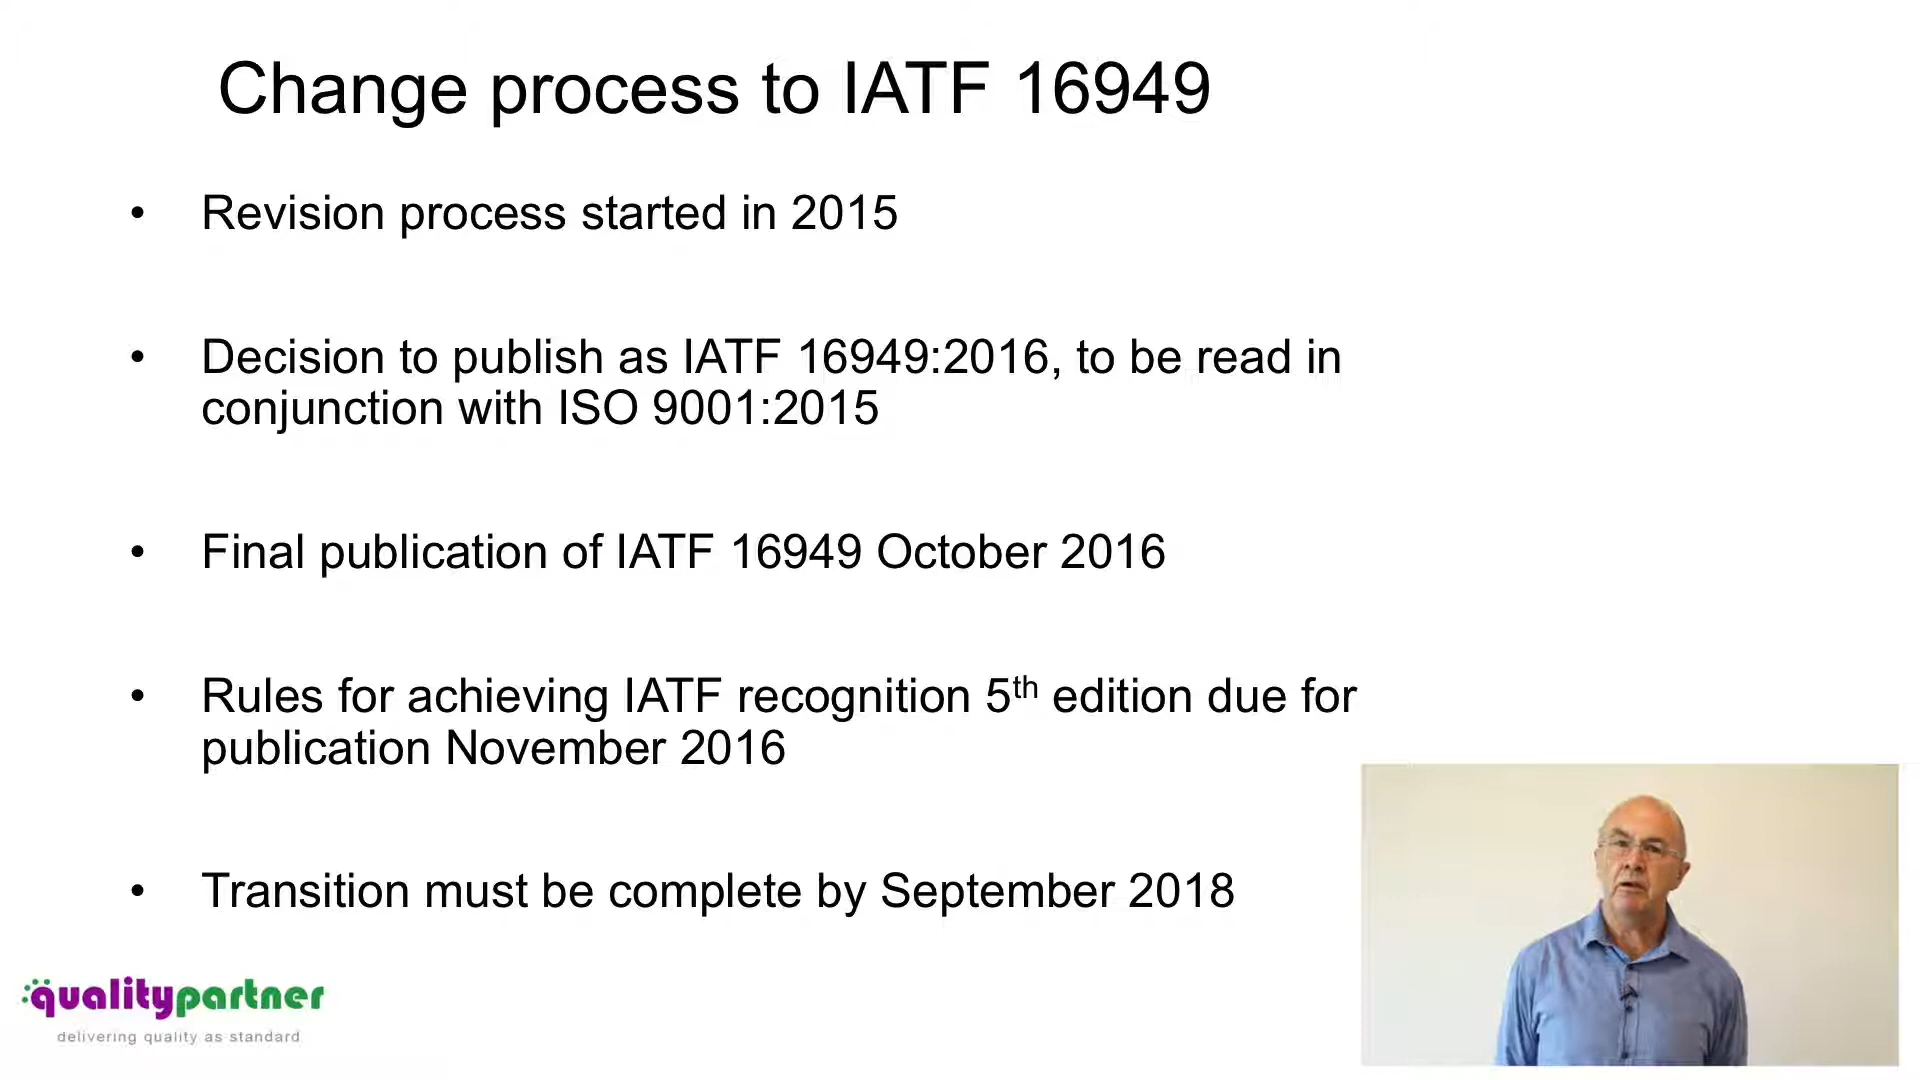 Change process to IATF 16949
• Revision process started in 2015
• Decision to publish as IATF 16949:2016, to be read in
conjunction with ISO 9001:2015
• Final publication of IATF 16949 October 2016
• Rules for achieving IATF recognition 5th edition due for
publication November 2016
• Transition must be complete by September 2018
qualitypartner
delivering quality as standard